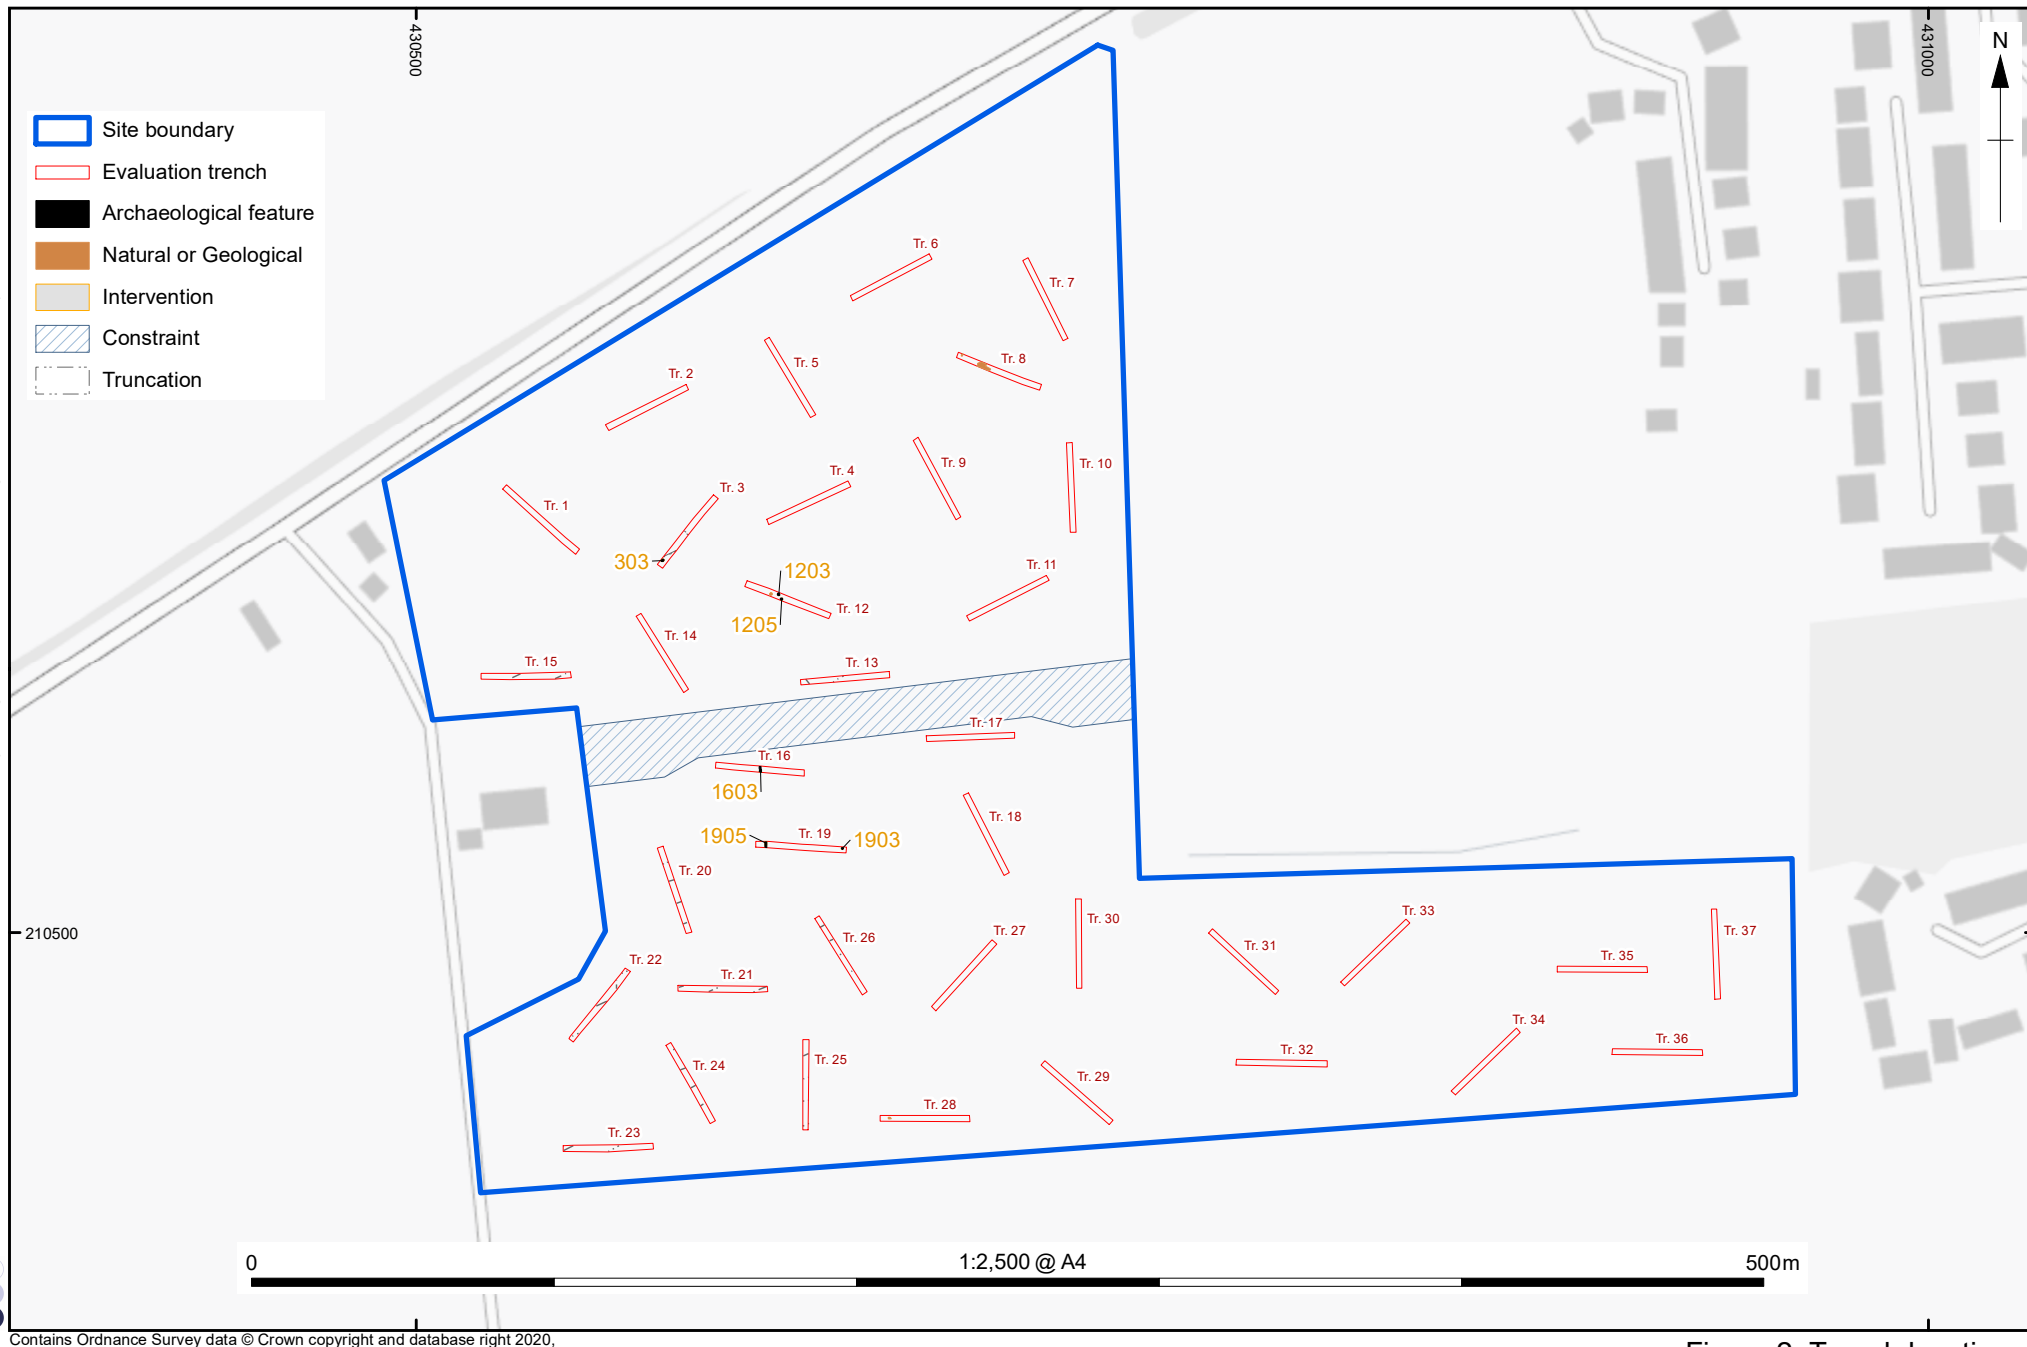 430500
431000
N
Site boundary
Evaluation trench
Archaeological feature
Natural or Geological
Intervention
Constraint
Truncation
Tr. 6
Tr. 7
Tr. 5
Tr. 8
Tr. 2
Tr. 9
Tr. 10
Tr. 4
Tr. 3
Tr. 1
303
1203
Tr. 11
Tr. 12
1205
Tr. 14
Tr. 15
Tr. 13
Tr. 17
Tr. 16
1603
Tr. 18
1905
Tr. 19
1903
Tr. 20
Tr. 33
Tr. 30
Tr. 37
210500
Tr. 27
Tr. 26
Tr. 31
Tr. 35
Tr. 22
Tr. 21
Tr. 34
Tr. 36
Tr. 32
Tr. 25
Tr. 24
Tr. 29
Tr. 28
Tr. 23
0
1:2,500 @ A4
500m
Contains Ordnance Survey data © Crown copyright and database right 2020,